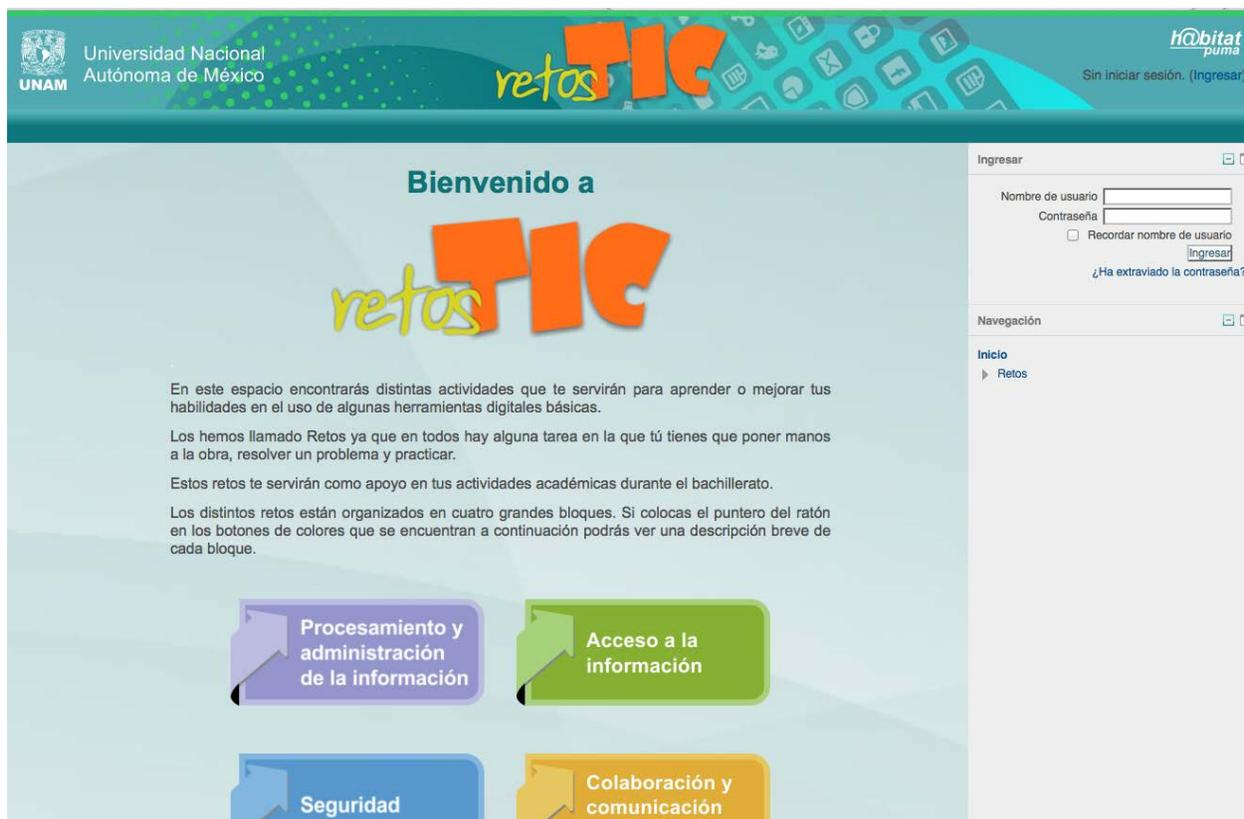 UNAM
Universidad Nacional
Autónoma de México
retosTIC
h@bitat
puma
Sin iniciar sesión. (Ingresar)
Bienvenido a
retosTIC
En este espacio encontrarás distintas actividades que te servirán para aprender o mejorar tus
habilidades en el uso de algunas herramientas digitales básicas.
Los hemos llamado Retos ya que en todos hay alguna tarea en la que tú tienes que poner manos
a la obra, resolver un problema y practicar.
Estos retos te servirán como apoyo en tus actividades académicas durante el bachillerato.
Los distintos retos están organizados en cuatro grandes bloques. Si colocas el puntero del ratón
en los botones de colores que se encuentran a continuación podrás ver una descripción breve de
cada bloque.
Procesamiento y
administración
de la información
Acceso a la
información
Seguridad
Colaboración y
comunicación
Ingresar
Nombre de usuario
Contraseña
Recordar nombre de usuario
Ingresar
¿Ha extraviado la contraseña?
Navegación
Inicio
Retos